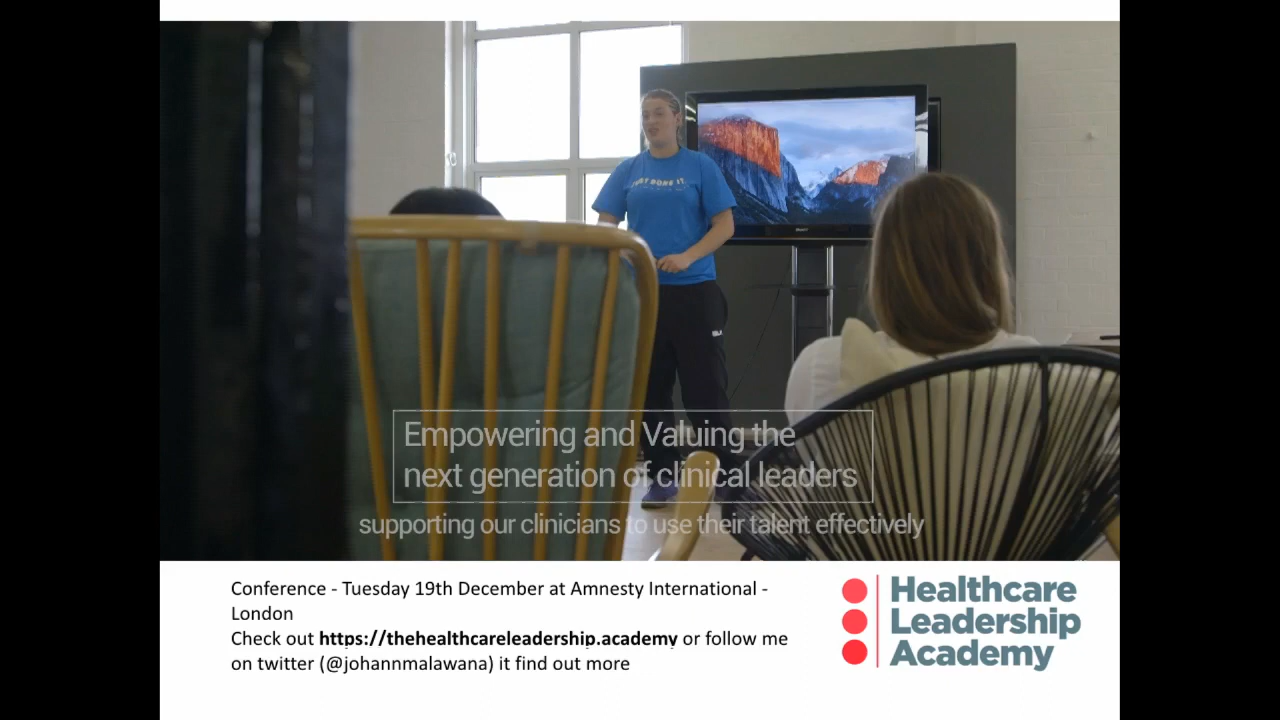 Empowering and Valuing the
next generation of clinical leaders
supporting our clinicians to use their talent effectively
Conference - Tuesday 19th December at Amnesty International -
London
Check out https://thehealthcareleadership.academy or follow me
on twitter (@johannmalawana) it find out more
Healthcare
Leadership
Academy